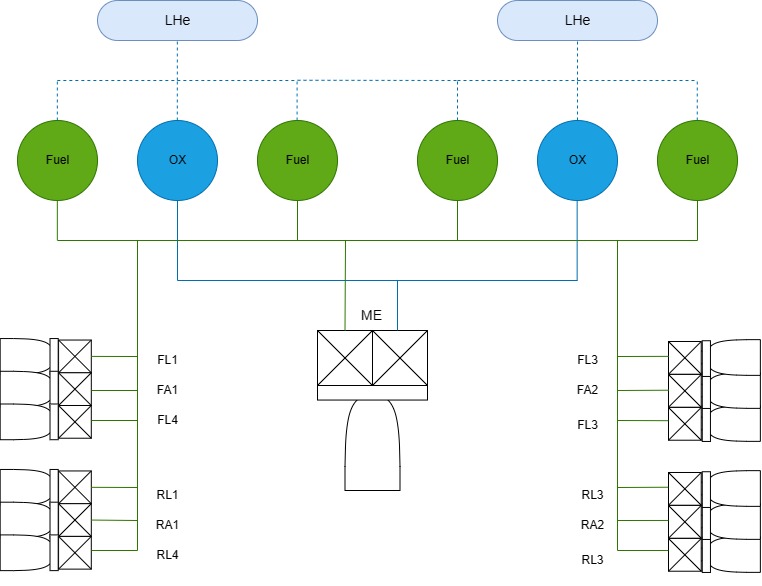 LHe
LHe
Fuel
OX
Fuel
Fuel
OX
Fuel
ME
FL1
FA1
FL4
FL3
FA2
FL3
RL1
RA1
RL4
RL3
RA2
RL3